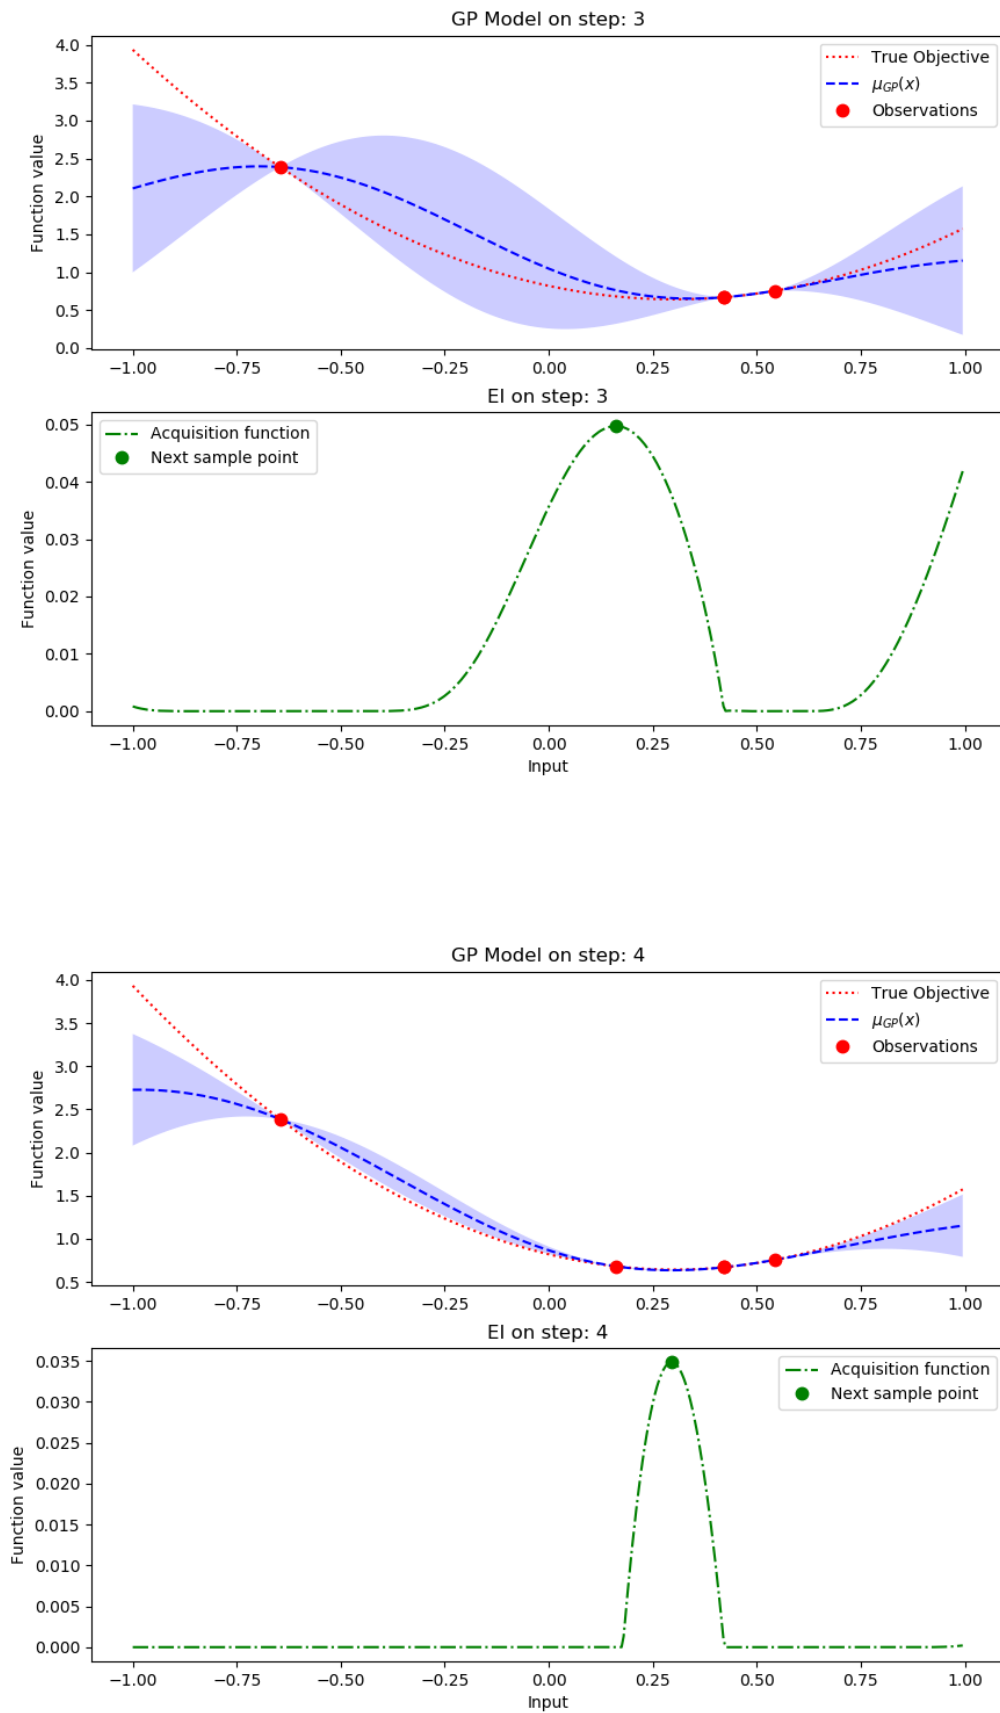 GP Model on step: 3
Function value
4.0
3.5
3.0
2.5
2.0
1.5
1.0
0.5
0.0
True Objective
μGP(x)
Observations
−1.00 −0.75 −0.50 −0.25 0.00 0.25 0.50 0.75 1.00
EI on step: 3
Function value
0.05
0.04
0.03
0.02
0.01
0.00
Acquisition function
Next sample point
−1.00 −0.75 −0.50 −0.25 0.00 0.25 0.50 0.75 1.00
Input
GP Model on step: 4
Function value
4.0
3.5
3.0
2.5
2.0
1.5
1.0
0.5
True Objective
μGP(x)
Observations
−1.00 −0.75 −0.50 −0.25 0.00 0.25 0.50 0.75 1.00
EI on step: 4
Function value
0.035
0.030
0.025
0.020
0.015
0.010
0.005
0.000
Acquisition function
Next sample point
−1.00 −0.75 −0.50 −0.25 0.00 0.25 0.50 0.75 1.00
Input